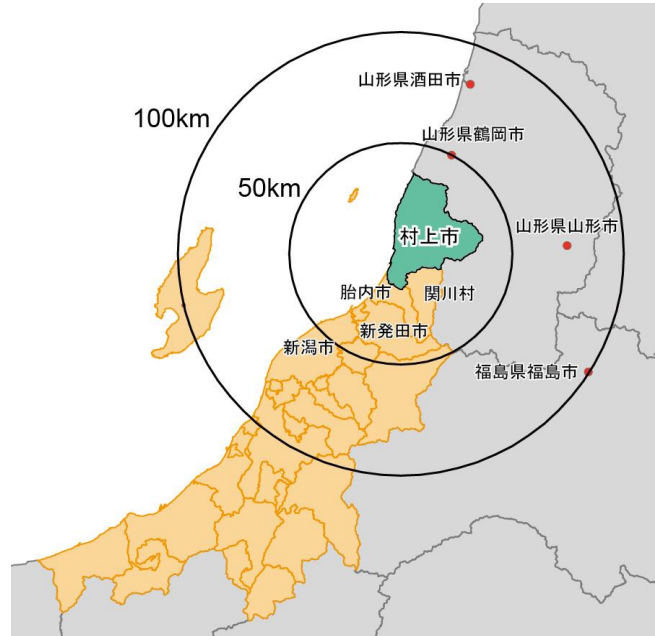 山形県酒田市
100km
山形県鶴岡市
50km
村上市
山形県山形市
胎内市
関川村
新発田市
新潟市
福島県福島市